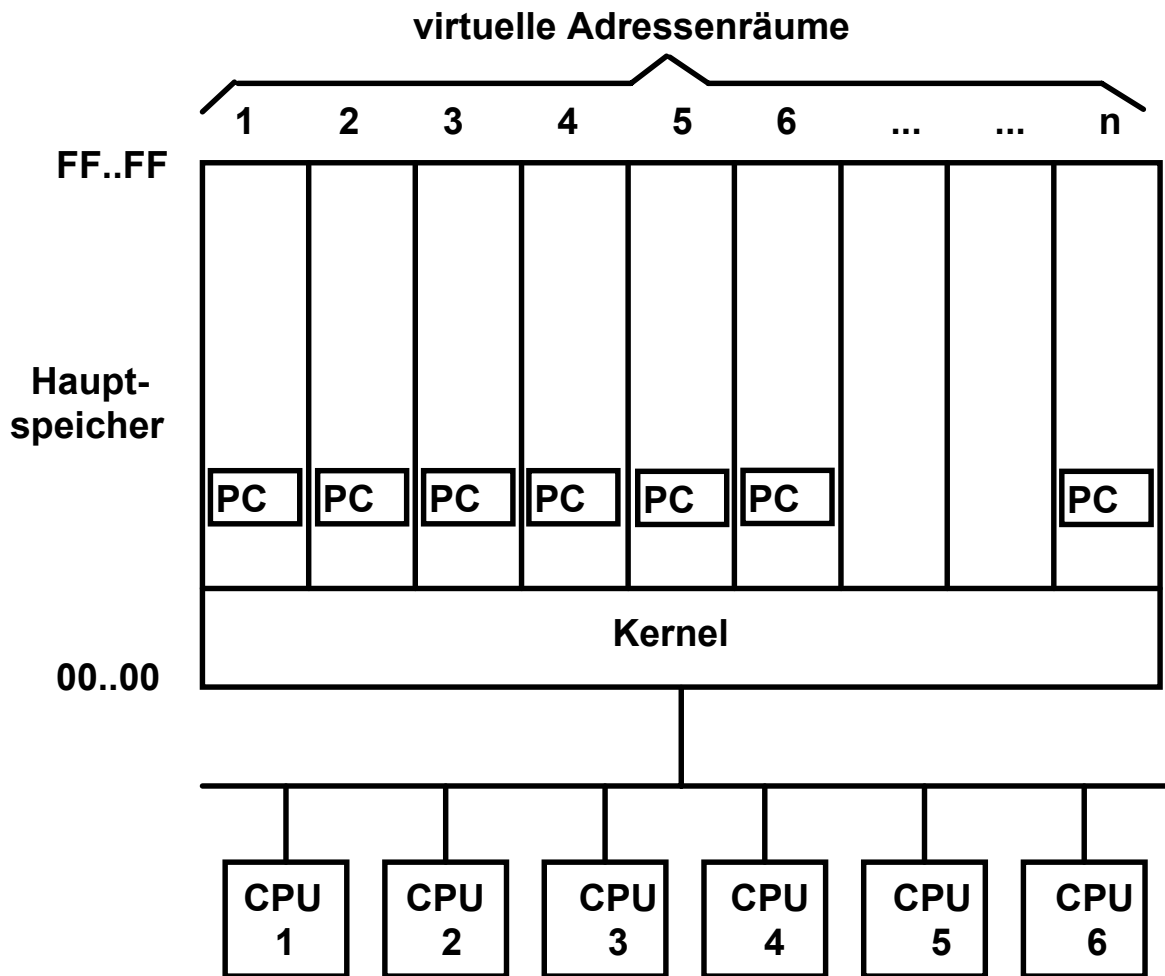 virtuelle Adressenräume
1 2 3 4 5 6 ... ... n
FF..FF
Haupt-
speicher
PC PC PC PC PC PC PC
Kernel
00..00
CPU CPU CPU CPU CPU CPU
1 2 3 4 5 6